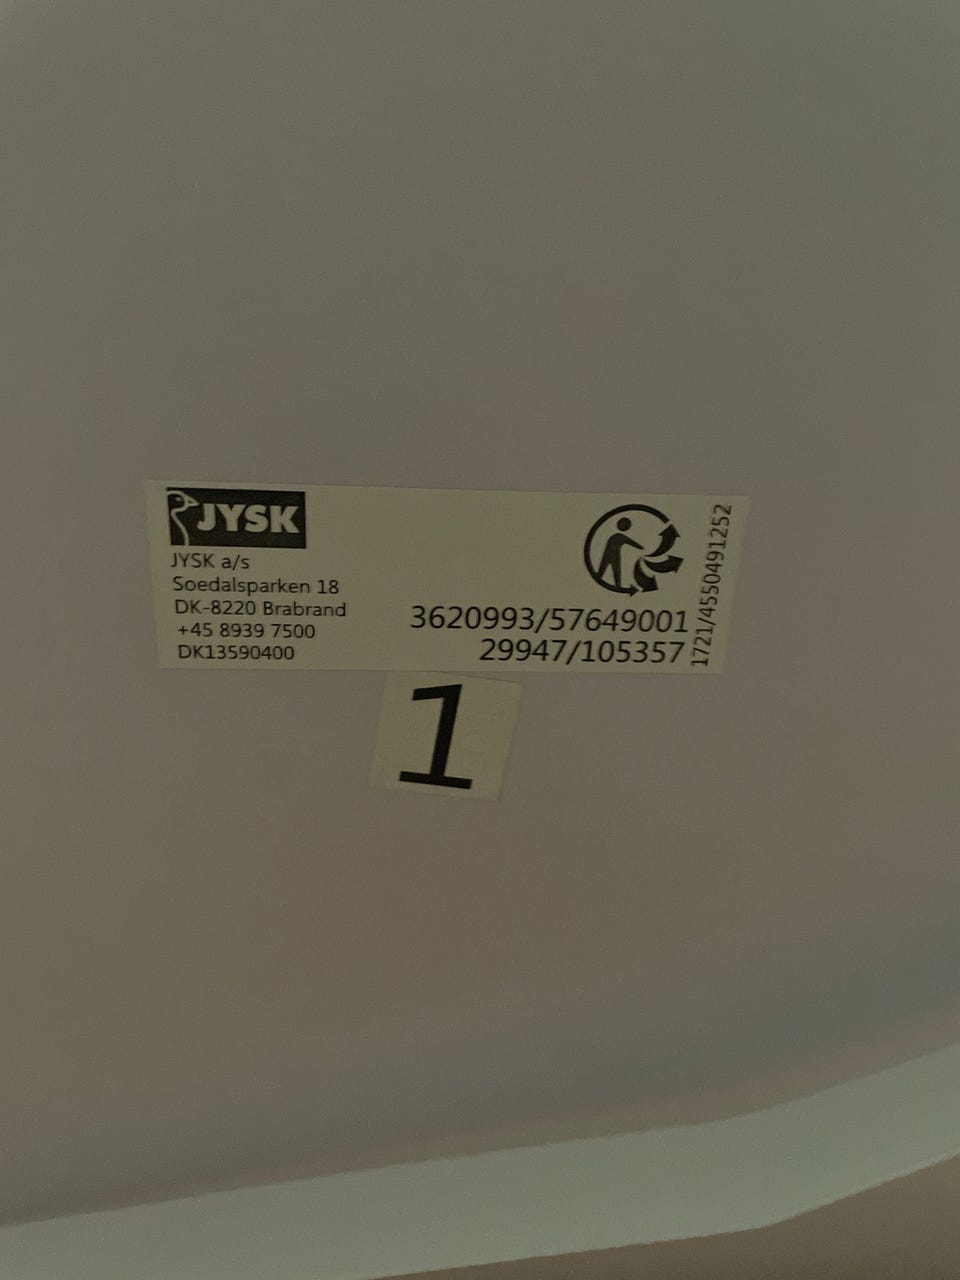 JYSK
JYSK a/s
Soedalsparken 18
DK-8220 Brabrand
+45 8939 7500
DK13590400
3620993/57649001
29947/105357
1721/4550491252
1